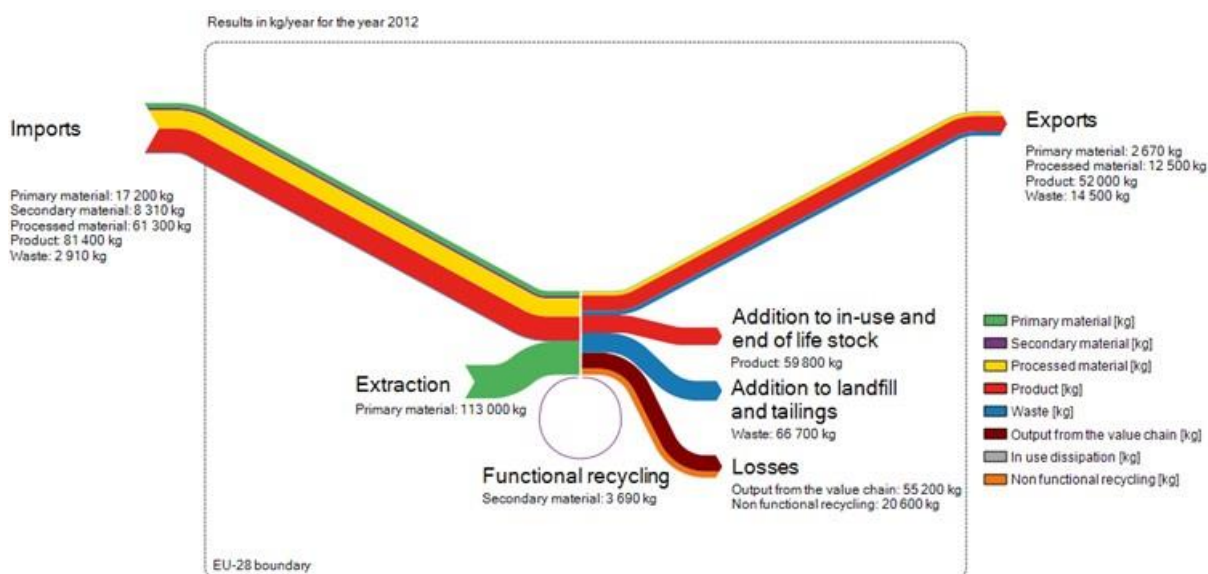 Results in kg/year for the year 2012
Imports
Primary material: 17 200 kg
Secondary material: 8 310 kg
Processed material: 61 300 kg
Product: 81 400 kg
Waste: 2 910 kg
Exports
Primary material: 2 670 kg
Processed material: 12 500 kg
Product: 52 000 kg
Waste: 14 500 kg
Extraction
Primary material: 113 000 kg
Functional recycling
Secondary material: 3 690 kg
Addition to in-use and
end of life stock
Product: 59 800 kg
Addition to landfill
and tailings
Waste: 66 700 kg
Losses
Output from the value chain: 55 200 kg
Non functional recycling: 20 600 kg
Primary material [kg]
Secondary material [kg]
Processed material [kg]
Product [kg]
Waste [kg]
Output from the value chain [kg]
In use dissipation [kg]
Non functional recycling [kg]
EU-28 boundary